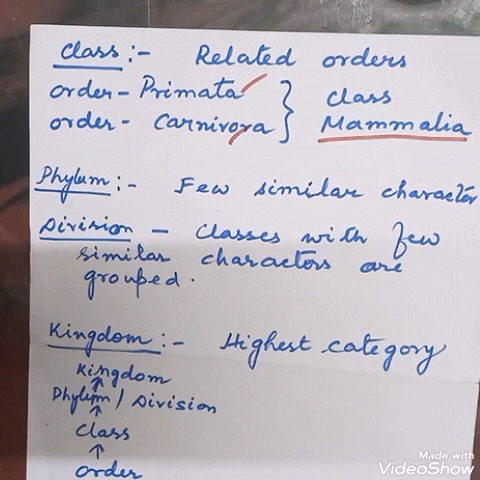 Class :- Related orders
order - Primata } class
order - Carnivora } Mammalia
Phylum :- Few similar character
Division - classes with few
similar characters are
grouped.
Kingdom :- Highest category
Kingdom
↑
Phylum / Division
↑
Class
↑
order
Made with
VideoShow